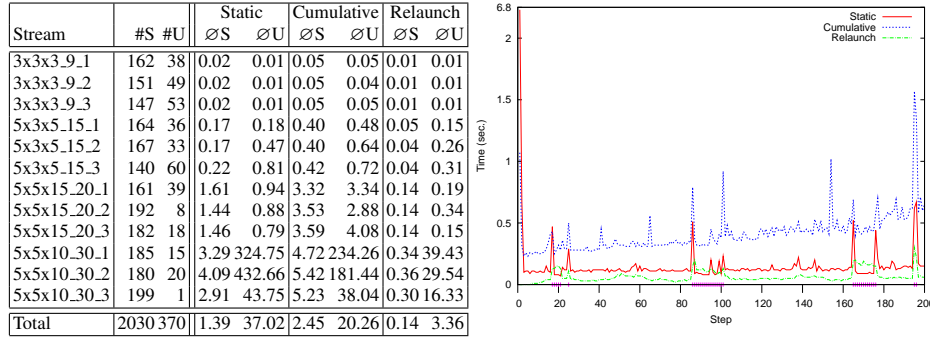 Static Cumulative Relaunch
Stream #S #U ∅S ∅U ∅S ∅U ∅S ∅U
3x3x3_9_1 162 38 0.02 0.01 0.05 0.05 0.01 0.01
3x3x3_9_2 151 49 0.02 0.01 0.05 0.04 0.01 0.01
3x3x3_9_3 147 53 0.02 0.01 0.05 0.05 0.01 0.01
5x3x5_15_1 164 36 0.17 0.18 0.40 0.48 0.05 0.15
5x3x5_15_2 167 33 0.17 0.47 0.40 0.64 0.04 0.26
5x3x5_15_3 140 60 0.22 0.81 0.42 0.72 0.04 0.31
5x5x15_20_1 161 39 1.61 0.94 3.32 3.34 0.14 0.19
5x5x15_20_2 192 8 1.44 0.88 3.53 2.88 0.14 0.34
5x5x15_20_3 182 18 1.46 0.79 3.59 4.08 0.14 0.15
5x5x10_30_1 185 15 3.29 324.75 4.72 234.26 0.34 39.43
5x5x10_30_2 180 20 4.09 432.66 5.42 181.44 0.36 29.54
5x5x10_30_3 199 1 2.91 43.75 5.23 38.04 0.30 16.33
Total 2030 370 1.39 37.02 2.45 20.26 0.14 3.36
6.8
2
1.5
1
0.5
0
Time (sec.)
Static
Cumulative
Relaunch
0 20 40 60 80 100 120 140 160 180 200
Step